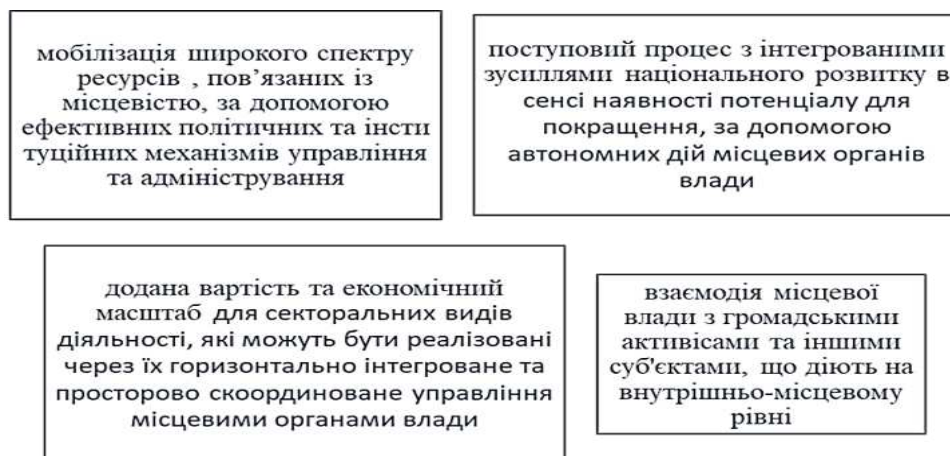 мобілізація широкого спектру
ресурсів , пов’язаних із
місцевістю, за допомогою
ефективних політичних та інсти
туційних механізмів управління
та адміністрування
поступовий процес з інтегрованими
зусиллями національного розвитку в
сенсі наявності потенціалу для
покращення, за допомогою
автономних дій місцевих органів
влади
додана вартість та економічний
масштаб для секторальних видів
діяльності, які можуть бути реалізовані
через їх горизонтально інтегроване та
просторово скоординоване управління
місцевими органами влади
взаємодія місцевої
влади з громадськими
активісами та іншими
суб'єктами, що діють на
внутрішньо-місцевому
рівні